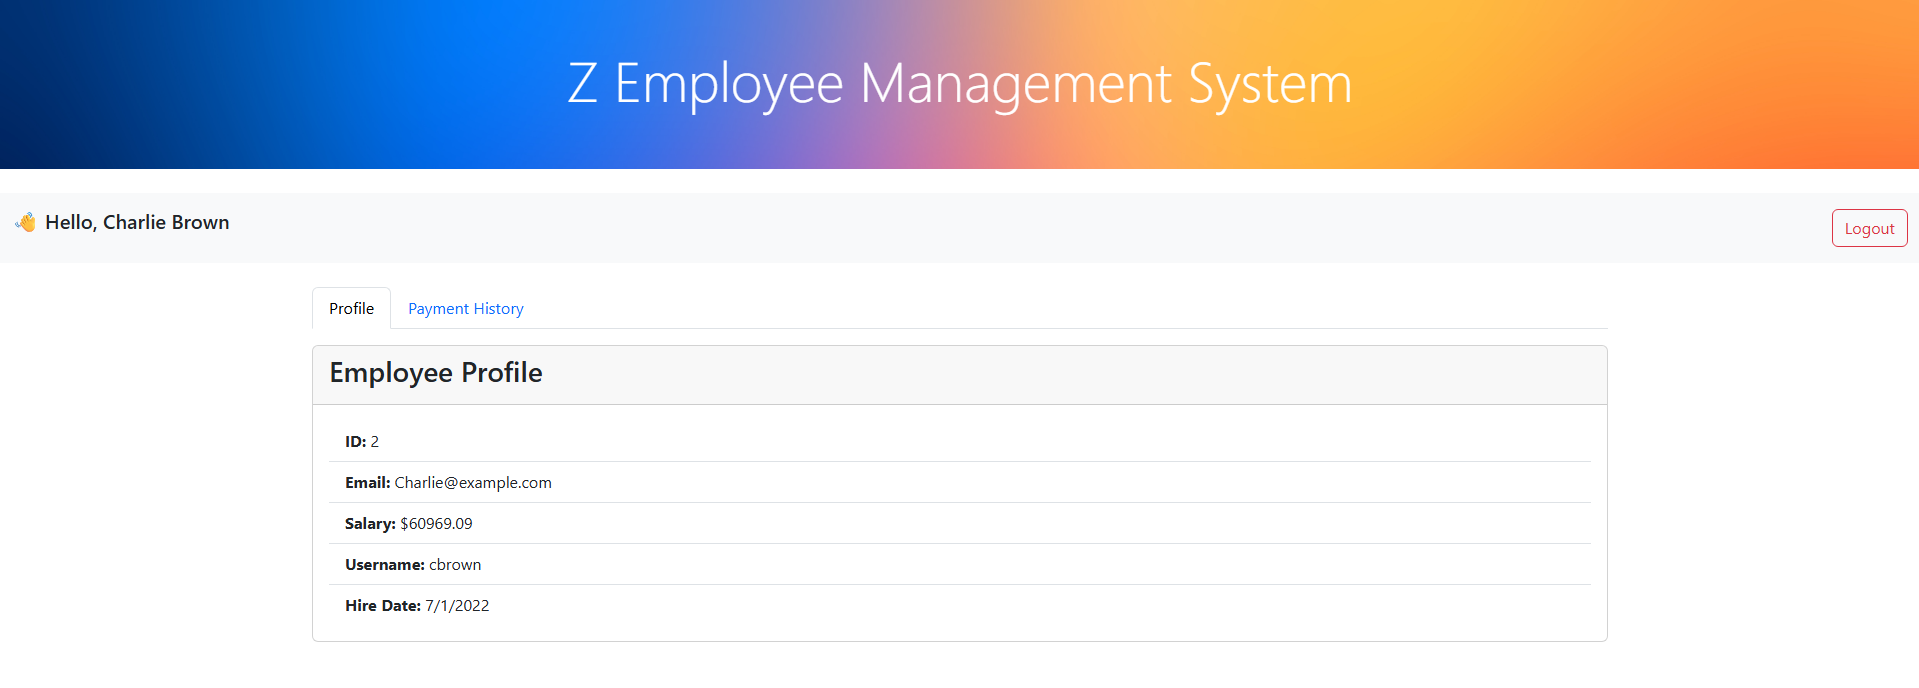 Z Employee Management System
👋 Hello, Charlie Brown
Logout
Profile
Payment History
Employee Profile
ID: 2
Email: Charlie@example.com
Salary: $60969.09
Username: cbrown
Hire Date: 7/1/2022